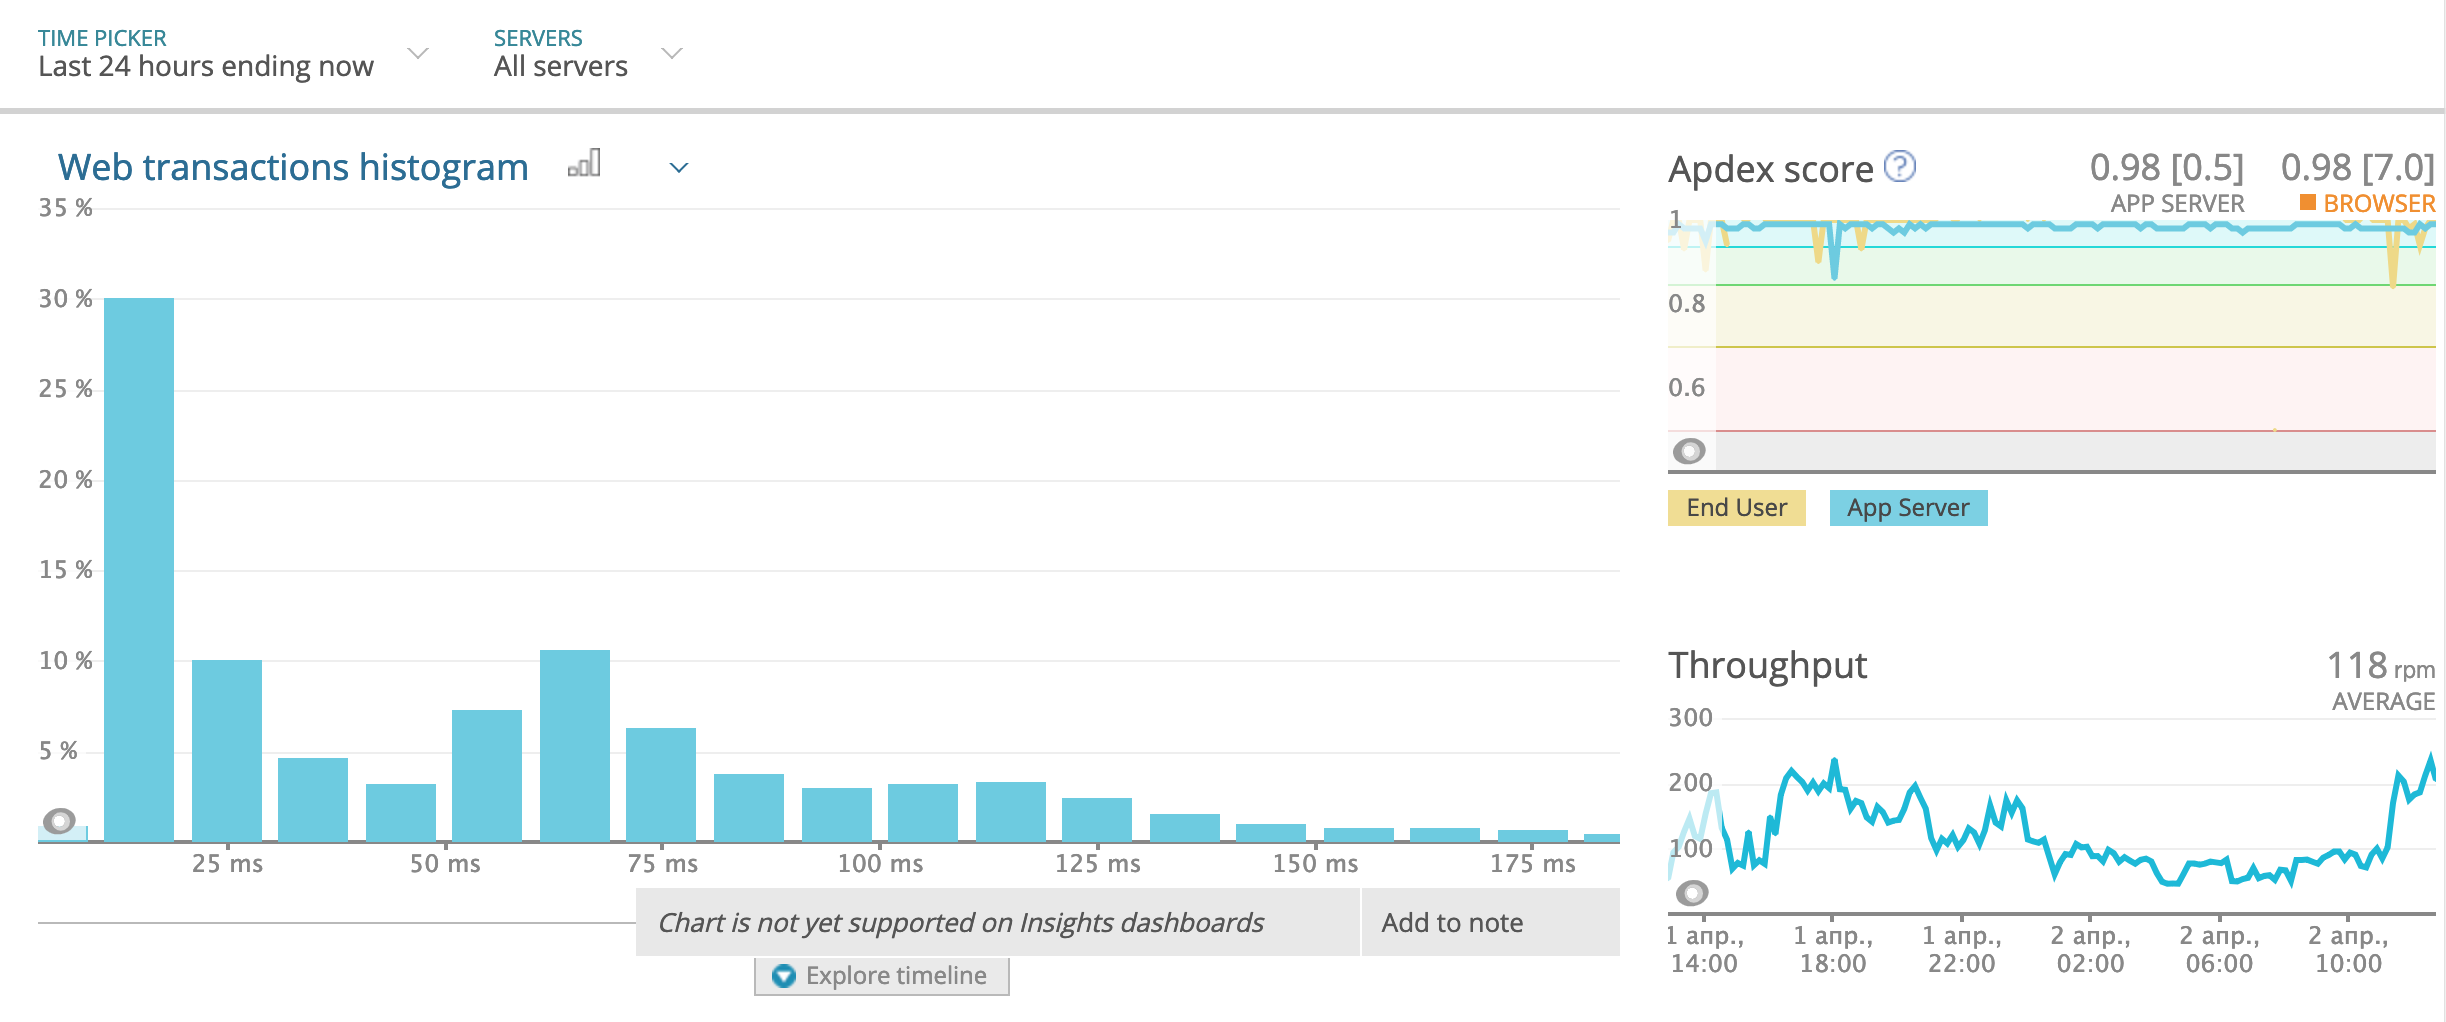 TIME PICKER
Last 24 hours ending now
SERVERS
All servers
Web transactions histogram
35 %
30 %
25 %
20 %
15 %
10 %
5 %
25 ms
50 ms
75 ms
100 ms
125 ms
150 ms
175 ms
Chart is not yet supported on Insights dashboards
Add to note
Explore timeline
Apdex score ?
0.98 [0.5]
APP SERVER
0.98 [7.0]
BROWSER
1
0.8
0.6
End User
App Server
Throughput
118 rpm
AVERAGE
300
200
100
1 апр.,
14:00
1 апр.,
18:00
1 апр.,
22:00
2 апр.,
02:00
2 апр.,
06:00
2 апр.,
10:00